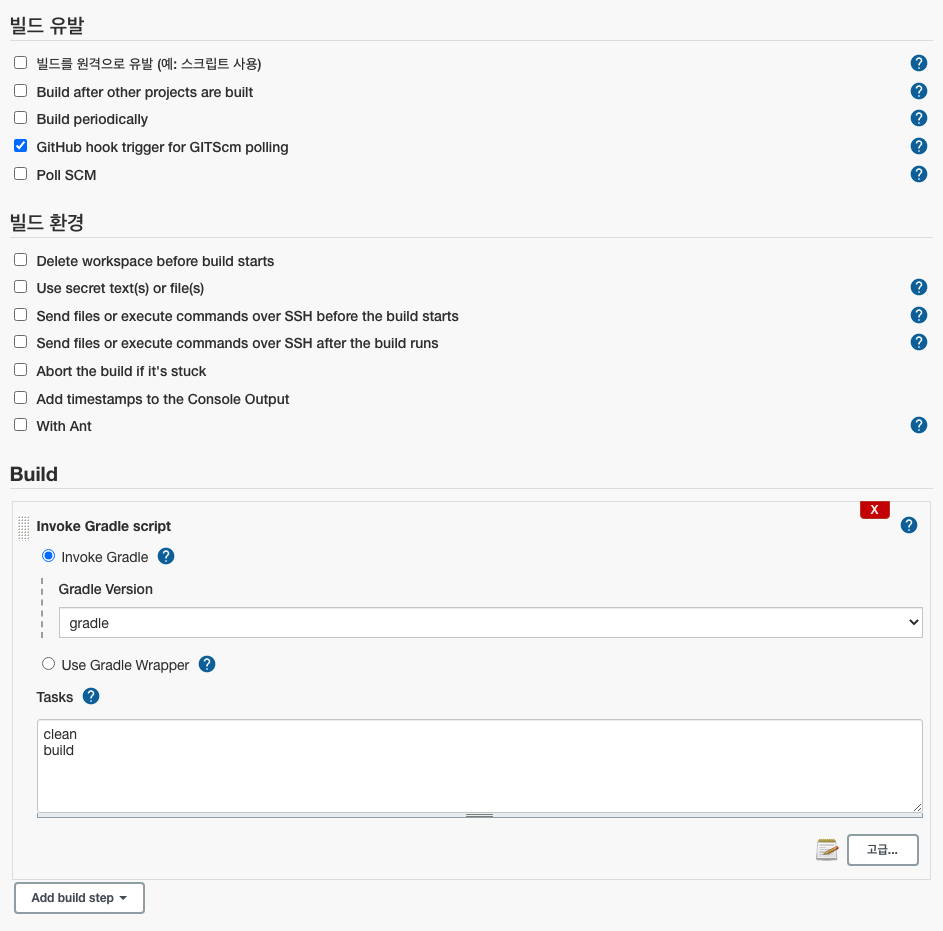 빌드 유발
빌드를 원격으로 유발 (예: 스크립트 사용)
Build after other projects are built
Build periodically
GitHub hook trigger for GITScm polling
Poll SCM
빌드 환경
Delete workspace before build starts
Use secret text(s) or file(s)
Send files or execute commands over SSH before the build starts
Send files or execute commands over SSH after the build runs
Abort the build if it's stuck
Add timestamps to the Console Output
With Ant
Build
X
Invoke Gradle script
Invoke Gradle
Gradle Version
gradle
Use Gradle Wrapper
Tasks
clean
build
고급...
Add build step